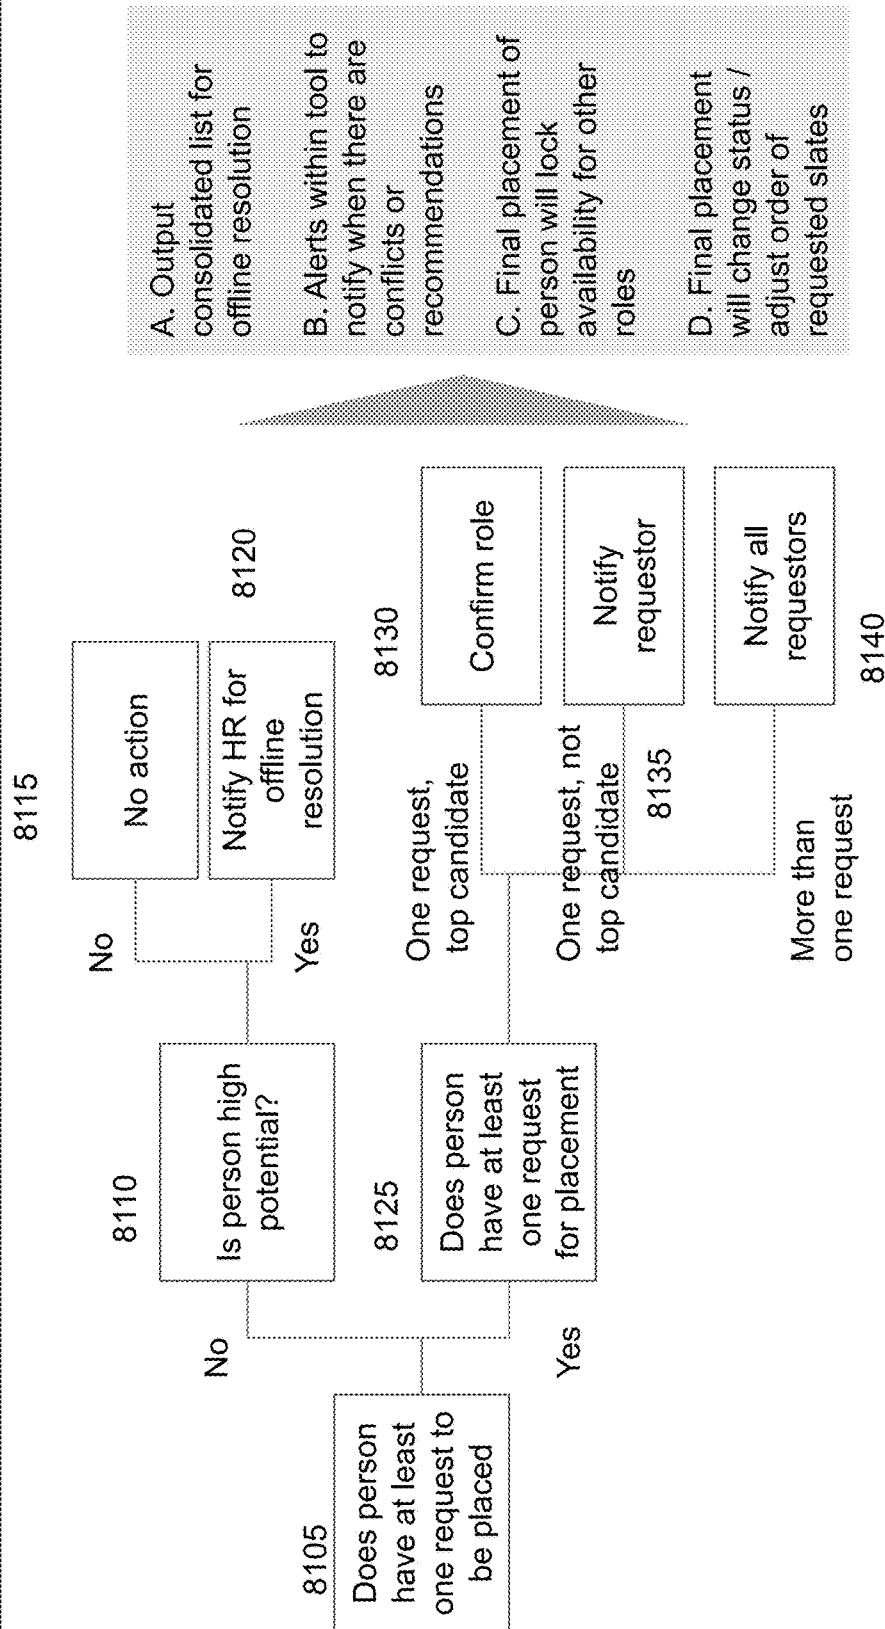 8105
Does person
have at least
one request to
be placed
No
Yes
8110
Is person high
potential?
8125
Does person
have at least
one request
for placement
No
Yes
8115
No action
Notify HR for
offline
resolution
8120
One request,
top candidate
One request, not
top candidate
More than
one request
8130
Confirm role
8135
Notify
requestor
Notify all
requestors
8140
A. Output
consolidated list for
offline resolution
B. Alerts within tool to
notify when there are
conflicts or
recommendations
C. Final placement of
person will lock
availability for other
roles
D. Final placement
will change status /
adjust order of
requested slates